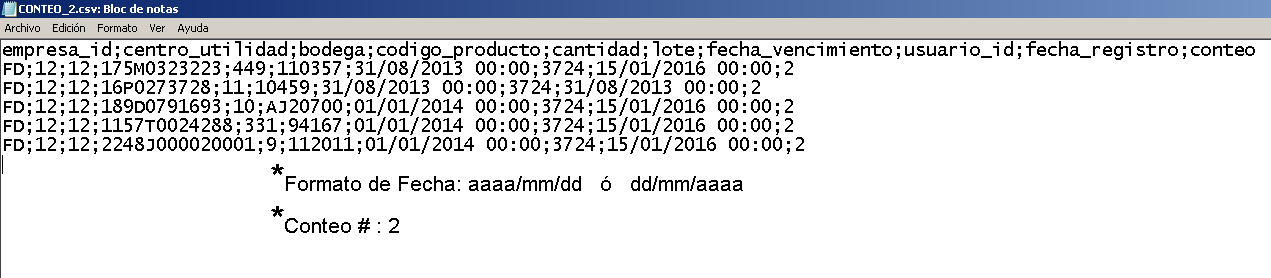 CONTEO_2.csv: Bloc de notas
Archivo Edición Formato Ver Ayuda
empresa_id;centro_utilidad;bodega;codigo_producto;cantidad;lote;fecha_vencimiento;usuario_id;fecha_registro;conteo
FD;12;12;175M0323223;449;110357;31/08/2013 00:00;3724;15/01/2016 00:00;2
FD;12;12;16P0273728;11;10459;31/08/2013 00:00;3724;31/08/2013 00:00;2
FD;12;12;189D0791693;10;AJ20700;01/01/2014 00:00;3724;15/01/2016 00:00;2
FD;12;12;1157T0024288;331;94167;01/01/2014 00:00;3724;15/01/2016 00:00;2
FD;12;12;2248J000020001;9;112011;01/01/2014 00:00;3724;15/01/2016 00:00;2
*Formato de Fecha: aaaa/mm/dd ó dd/mm/aaaa
*Conteo # : 2